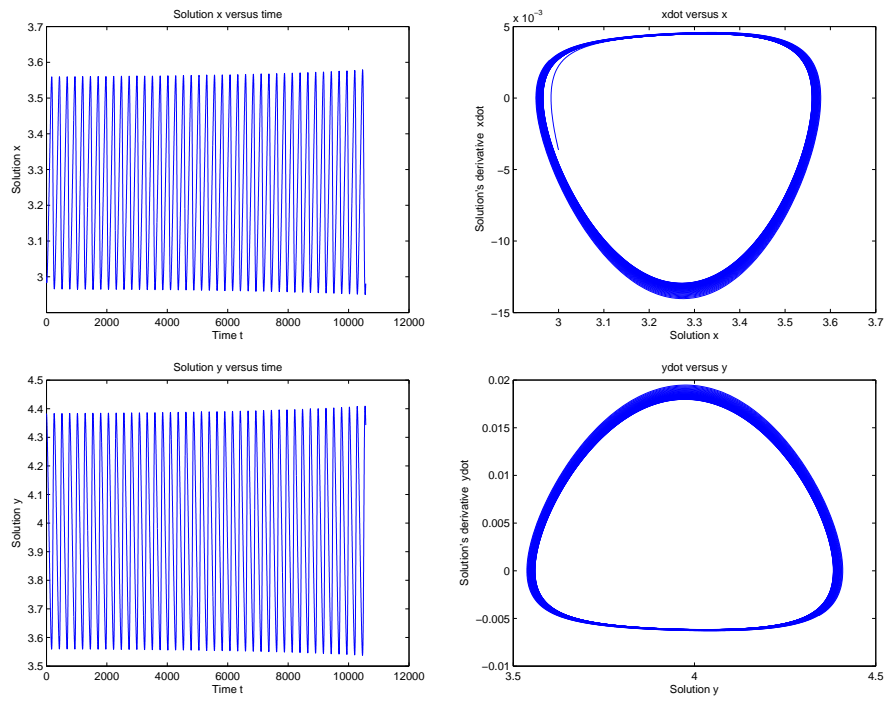 Solution x versus time
3.7
3.6
3.5
3.4
3.3
3.2
3.1
3
Solution x
0 2000 4000 6000 8000 10000 12000
Time t
xdot versus x
x 10⁻³
5
0
−5
−10
−15
Solution's derivative xdot
3 3.1 3.2 3.3 3.4 3.5 3.6 3.7
Solution x
Solution y versus time
4.5
4.4
4.3
4.2
4.1
4
3.9
3.8
3.7
3.6
3.5
Solution y
0 2000 4000 6000 8000 10000 12000
Time t
ydot versus y
0.02
0.015
0.01
0.005
0
−0.005
−0.01
Solution's derivative ydot
3.5 4 4.5
Solution y